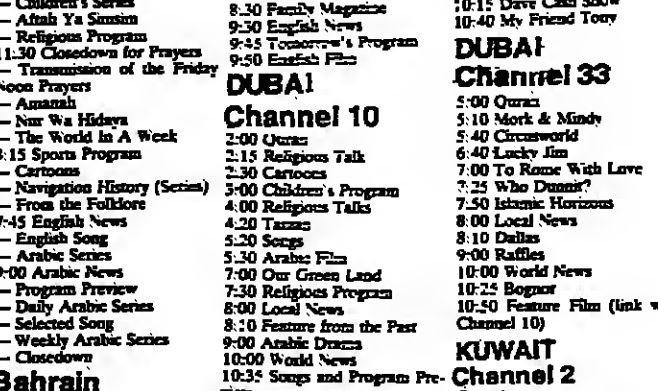 — Children's Series
— Aftah Ya Simsim
— Religious Program
11:30 Closedown for Prayers
— Transmission of the Friday
Noon Prayers
— Amanah
— Nur Wa Hidaya
— The World In A Week
3:15 Sports Program
— Cartoons
— Navigation History (Series)
— From the Folklore
7:45 English News
— English Song
— Arabic Series
9:00 Arabic News
— Program Preview
— Daily Arabic Series
— Selected Song
— Weekly Arabic Series
— Closedown
Bahrain
8:30 Family Magazine
9:30 English News
9:45 Tomorrow's Program
9:50 English Film
DUBAI
Channel 10
2:00 Quran
2:15 Religious Talk
2:30 Cartoons
3:00 Children's Program
4:00 Religious Talks
4:20 Tarzan
5:20 Songs
5:30 Arabic Film
7:00 Our Green Land
7:30 Religious Program
8:00 Local News
8:10 Feature from the Past
9:00 Arabic Drama
10:00 World News
10:35 Songs and Program Pre-
10:15 Dave Cash Show
10:40 My Friend Tony
DUBAI
Channel 33
5:00 Quran
5:10 Mork & Mindy
5:40 Circusworld
6:40 Lucky Jim
7:00 To Rome With Love
7:25 Who Dunnit?
7:50 Islamic Horizons
8:00 Local News
8:10 Dallas
9:00 Raffles
10:00 World News
10:25 Bognor
10:50 Feature Film (link w
Channel 10)
KUWAIT
Channel 2